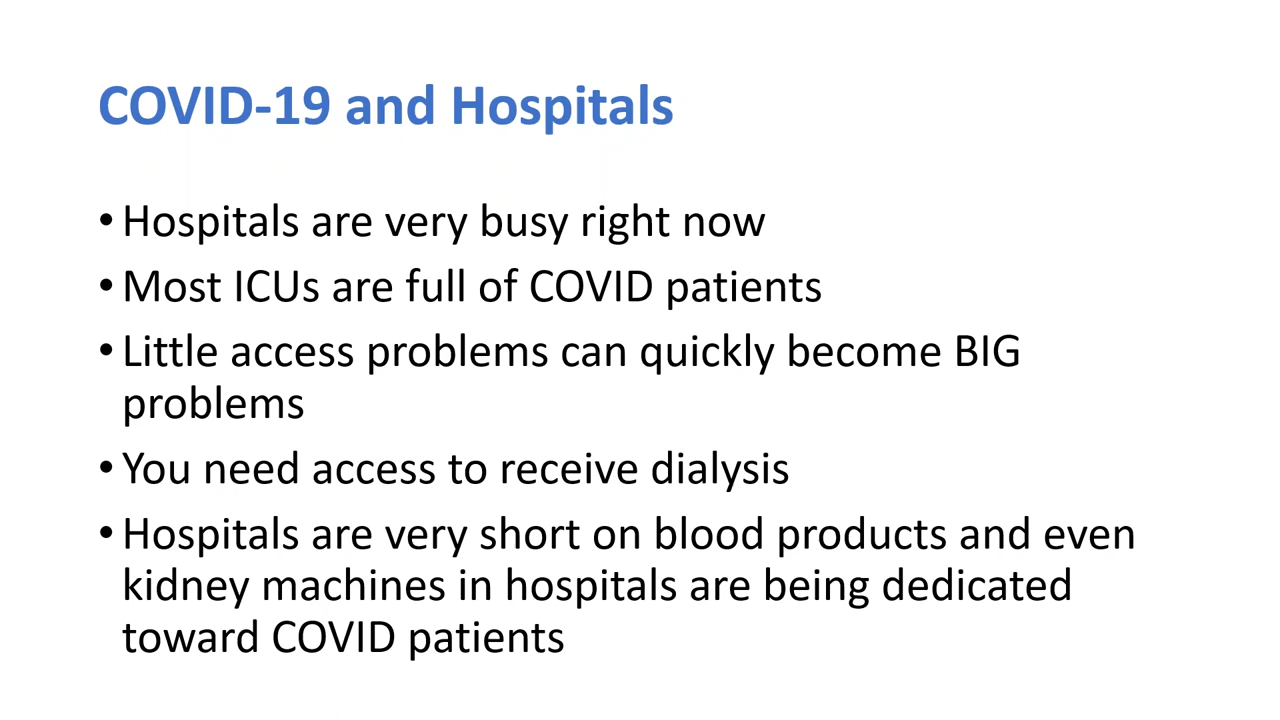 COVID-19 and Hospitals
• Hospitals are very busy right now
• Most ICUs are full of COVID patients
• Little access problems can quickly become BIG
problems
• You need access to receive dialysis
• Hospitals are very short on blood products and even
kidney machines in hospitals are being dedicated
toward COVID patients